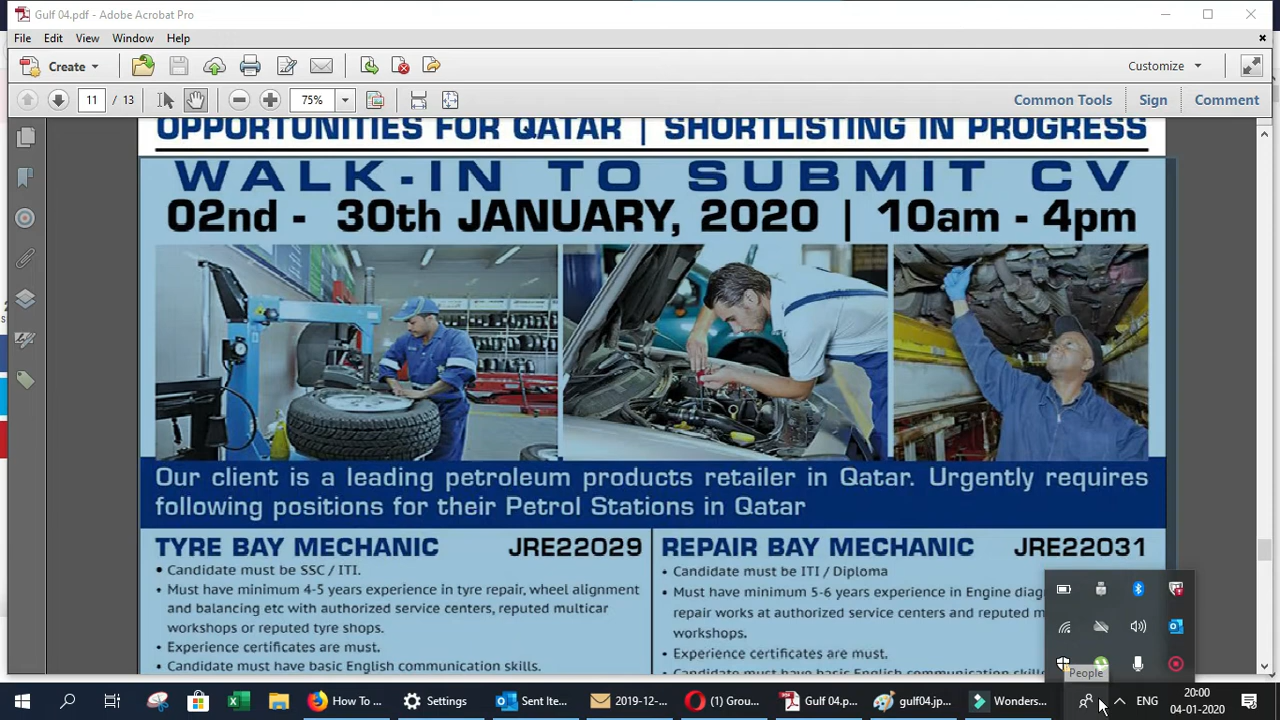 Gulf 04.pdf - Adobe Acrobat Pro
File Edit View Window Help
Create Customize
11 / 13 75% Common Tools Sign Comment
OPPORTUNITIES FOR QATAR | SHORTLISTING IN PROGRESS
WALK-IN TO SUBMIT CV
02nd - 30th JANUARY, 2020 | 10am - 4pm
Our client is a leading petroleum products retailer in Qatar. Urgently requires
following positions for their Petrol Stations in Qatar
TYRE BAY MECHANIC JRE22029
• Candidate must be SSC / ITI.
• Must have minimum 4-5 years experience in tyre repair, wheel alignment
and balancing etc with authorized service centers, reputed multicar
workshops or reputed tyre shops.
• Experience certificates are must.
• Candidate must have basic English communication skills.
REPAIR BAY MECHANIC JRE22031
• Candidate must be ITI / Diploma
• Must have minimum 5-6 years experience in Engine diag
repair works at authorized service centers and reputed m
workshops.
• Experience certificates are must.
• Candidate must have basic English communication skills
People
How To ... Settings Sent Ite... 2019-12-... (1) Grou... Gulf 04.p... gulf04.jp... Wonders... ENG
20:00
04-01-2020